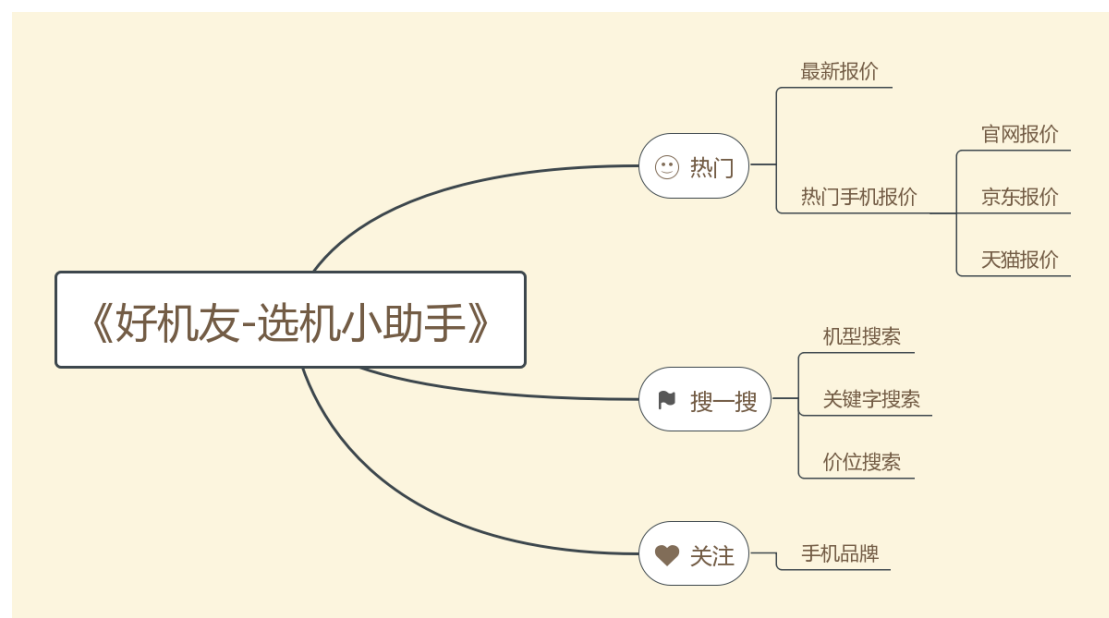 《好机友-选机小助手》
热门
最新报价
热门手机报价
官网报价
京东报价
天猫报价
搜一搜
机型搜索
关键字搜索
价位搜索
关注
手机品牌